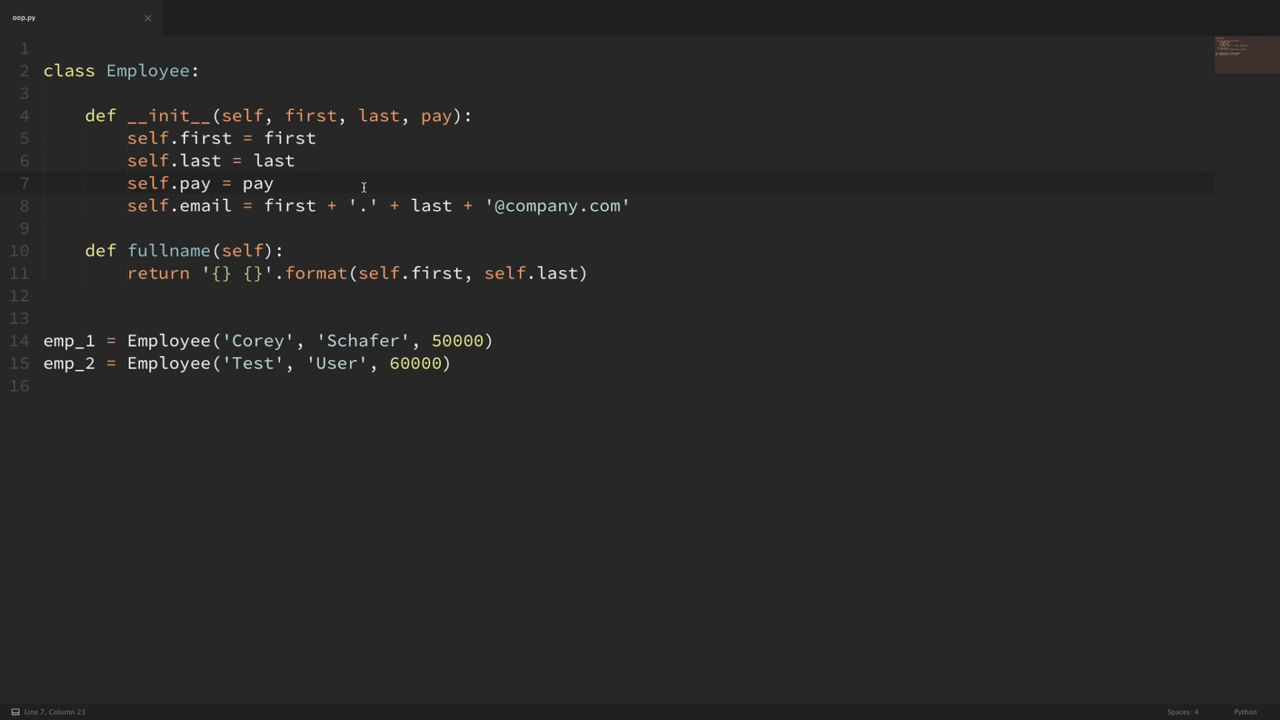 oop.py ×
1
2 class Employee:
3
4     def __init__(self, first, last, pay):
5         self.first = first
6         self.last = last
7         self.pay = pay
8         self.email = first + '.' + last + '@company.com'
9
10     def fullname(self):
11         return '{} {}'.format(self.first, self.last)
12
13
14 emp_1 = Employee('Corey', 'Schafer', 50000)
15 emp_2 = Employee('Test', 'User', 60000)
16
Line 7, Column 23 Spaces: 4 Python